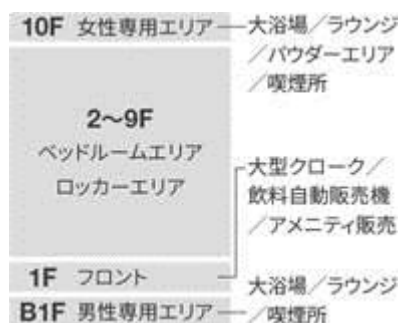 10F 女性専用エリア
大浴場／ラウンジ
／パウダーエリア
／喫煙所
2〜9F
ベッドルームエリア
ロッカーエリア
大型クローク／
飲料自動販売機
／アメニティ販売
1F フロント
B1F 男性専用エリア
大浴場／ラウンジ
／喫煙所